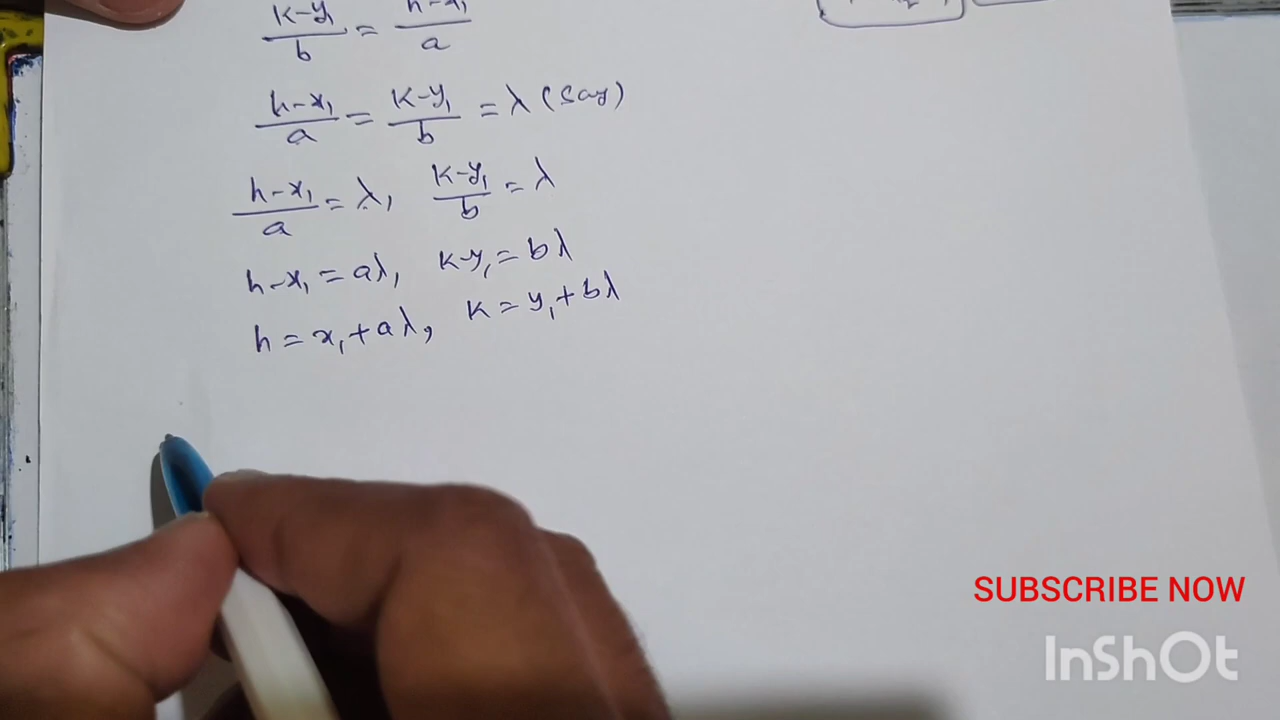 k-y₁/b = h-x₁/a
h-x₁/a = k-y₁/b = λ (Say)
h-x₁/a = λ, k-y₁/b = λ
h-x₁ = aλ, k-y₁ = bλ
h = x₁+aλ, k = y₁+bλ
SUBSCRIBE NOW
InShOt